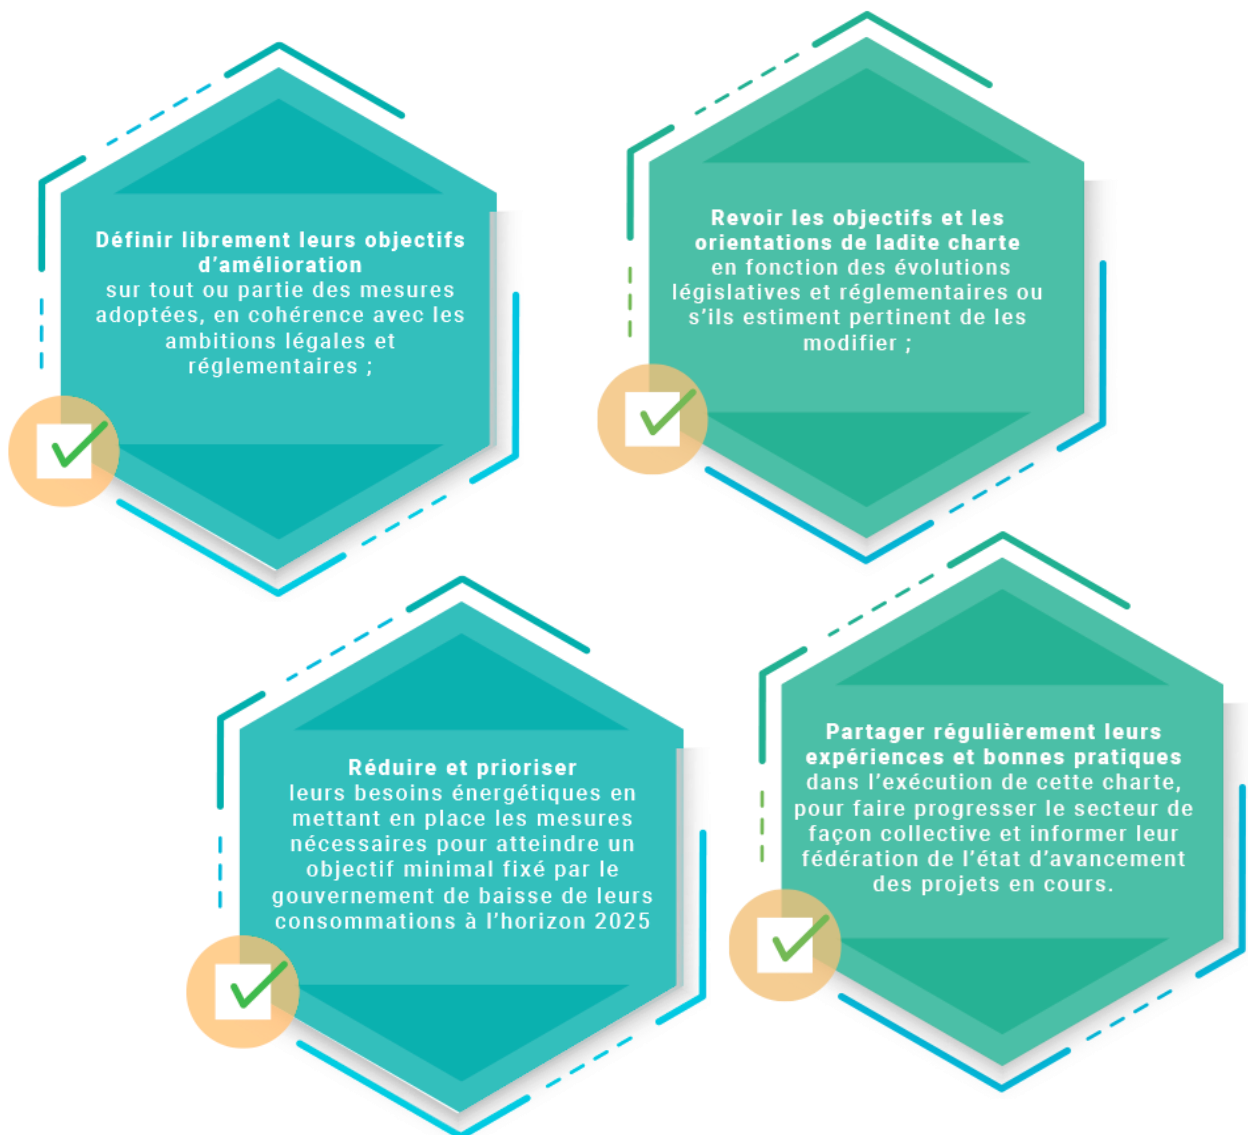 Définir librement leurs objectifs
d'amélioration
sur tout ou partie des mesures
adoptées, en cohérence avec les
ambitions légales et
réglementaires ;
Revoir les objectifs et les
orientations de ladite charte
en fonction des évolutions
législatives et réglementaires ou
s'ils estiment pertinent de les
modifier ;
Réduire et prioriser
leurs besoins énergétiques en
mettant en place les mesures
nécessaires pour atteindre un
objectif minimal fixé par le
gouvernement de baisse de leurs
consommations à l'horizon 2025
Partager régulièrement leurs
expériences et bonnes pratiques
dans l'exécution de cette charte,
pour faire progresser le secteur de
façon collective et informer leur
fédération de l'état d'avancement
des projets en cours.